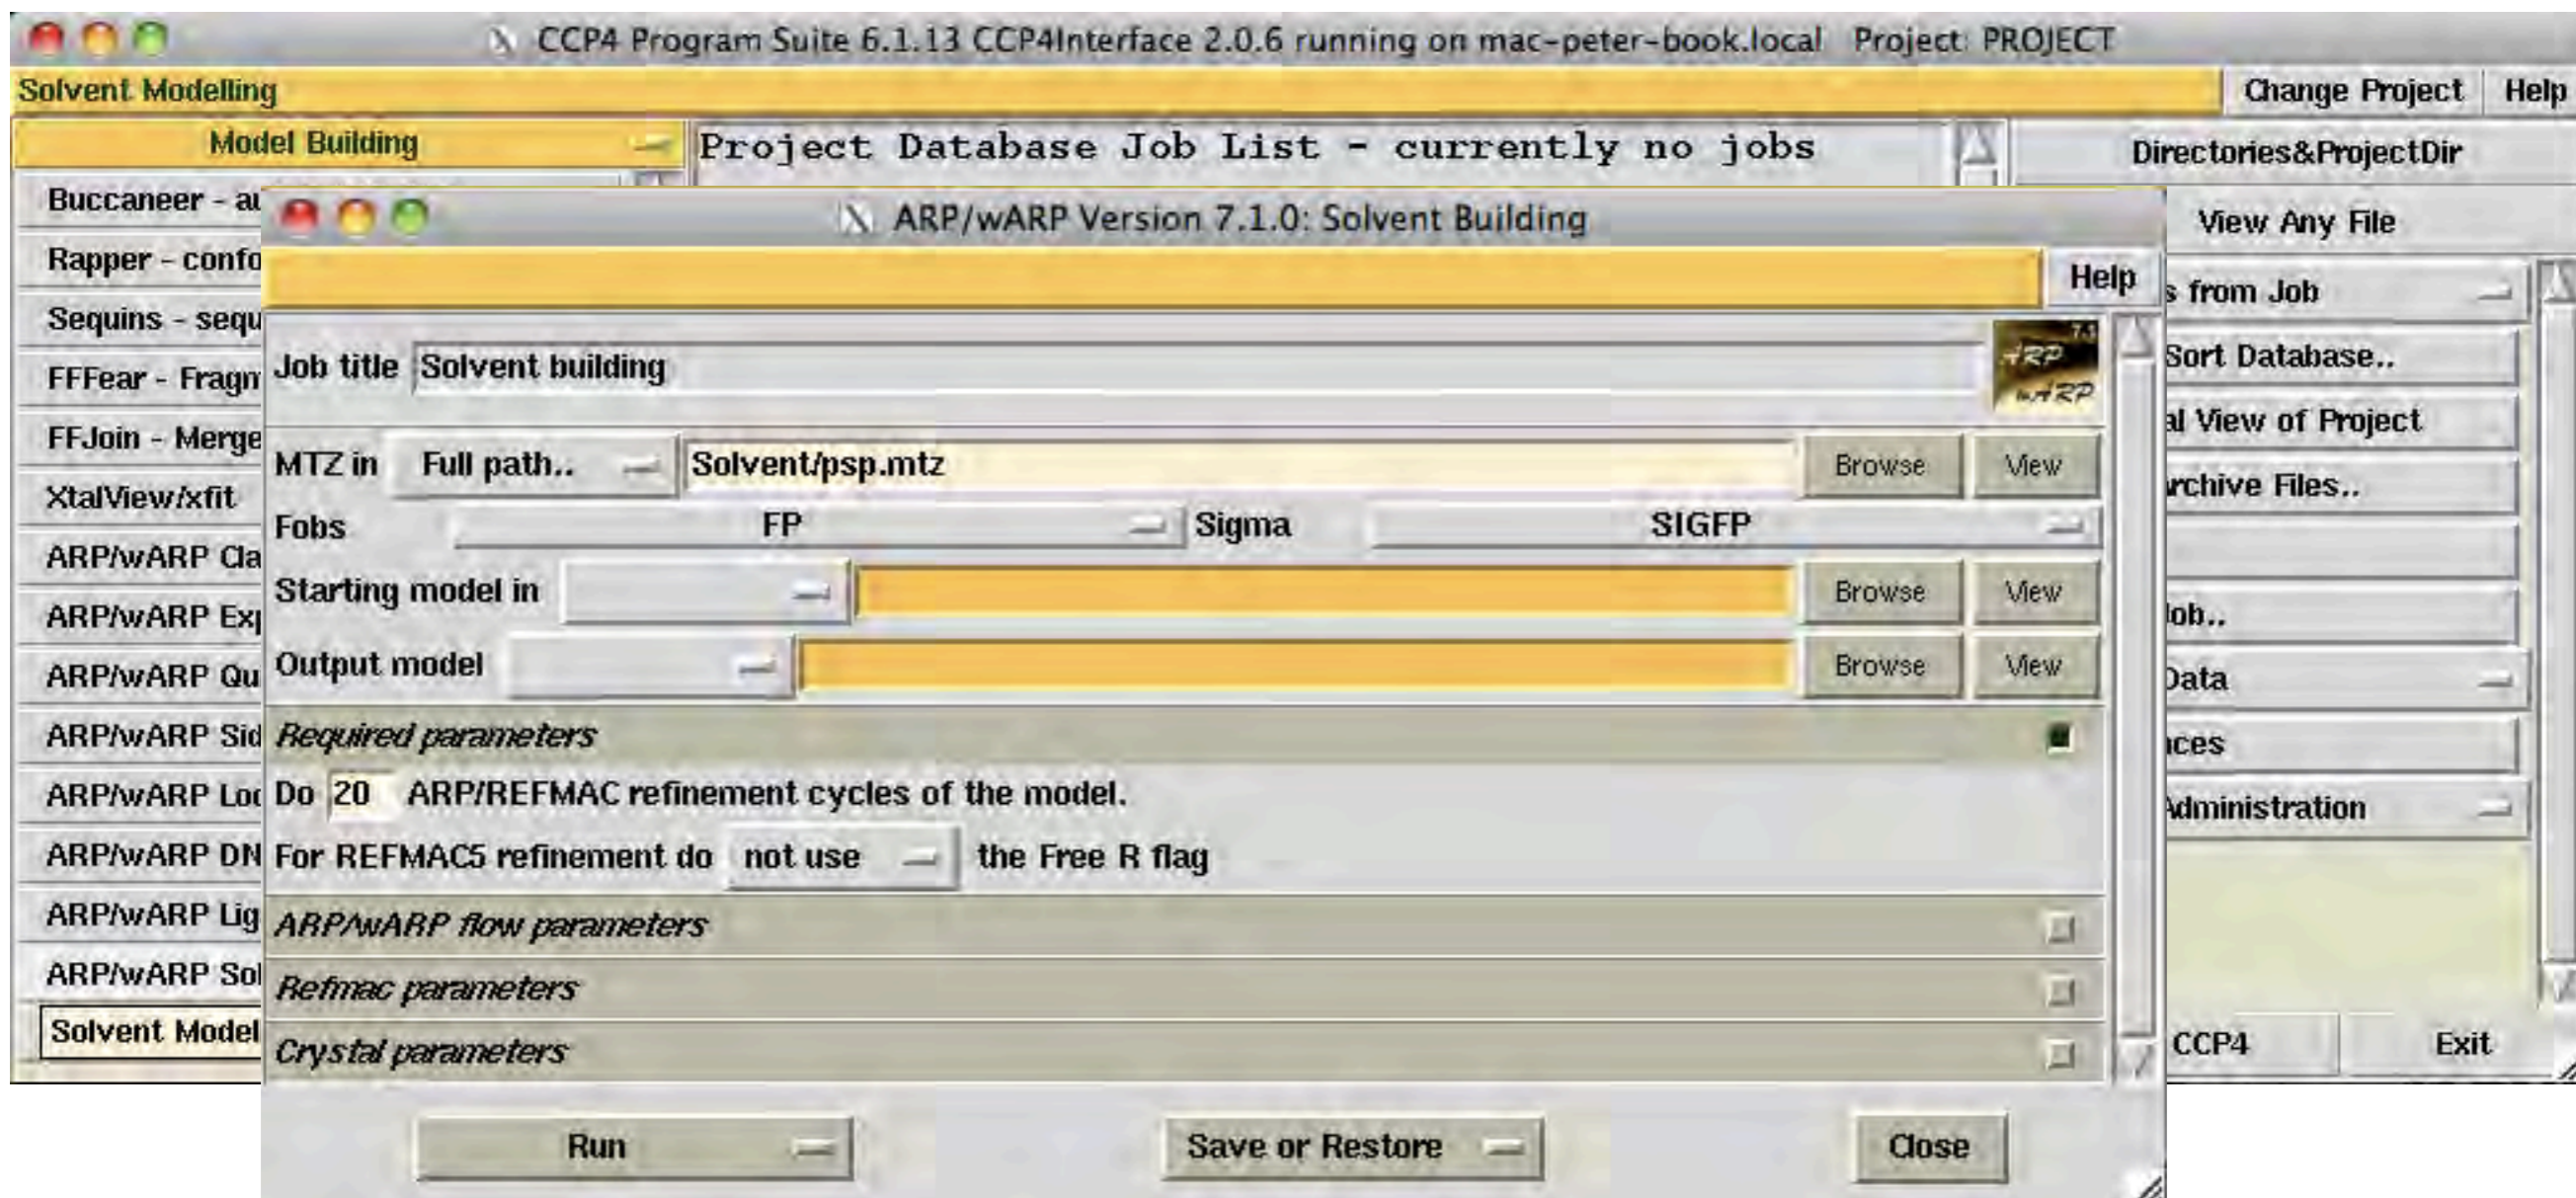 CCP4 Program Suite 6.1.13 CCP4Interface 2.0.6 running on mac-peter-book.local Project: PROJECT
Solvent Modelling Change Project Help
Model Building
Project Database Job List - currently no jobs
Directories&ProjectDir
View Any File
Buccaneer - au
Rapper - confo
Sequins - sequ
FFFear - Fragm
FFJoin - Merge
XtalView/xfit
ARP/wARP Cla
ARP/wARP Exp
ARP/wARP Qu
ARP/wARP Sid
ARP/wARP Loo
ARP/wARP DN
ARP/wARP Lig
ARP/wARP Sol
Solvent Model
ARP/wARP Version 7.1.0: Solvent Building
Help
Job title Solvent building
7.1
ARP
wARP
MTZ in Full path.. Solvent/psp.mtz Browse View
Fobs FP Sigma SIGFP
Starting model in Browse View
Output model Browse View
Required parameters
Do 20 ARP/REFMAC refinement cycles of the model.
For REFMAC5 refinement do not use the Free R flag
ARP/wARP flow parameters
Refmac parameters
Crystal parameters
Run Save or Restore Close
s from Job
Sort Database..
al View of Project
rchive Files..
Job..
Data
nces
Administration
CCP4 Exit